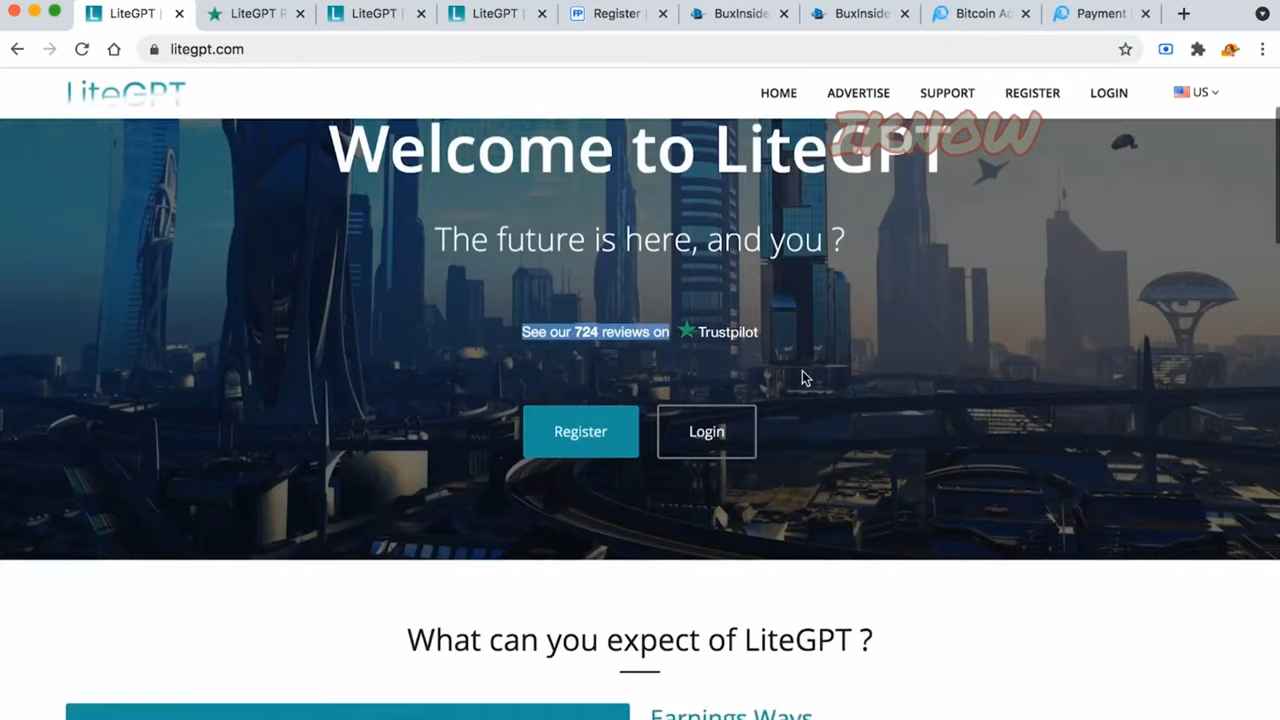 LiteGPT |
LiteGPT R
LiteGPT |
LiteGPT |
Register |
BuxInside
BuxInside
Bitcoin Ad
Payment
litegpt.com
LiteGPT
HOME
ADVERTISE
SUPPORT
REGISTER
LOGIN
US
IKNOW
Welcome to LiteGPT
The future is here, and you ?
See our 724 reviews on Trustpilot
Register
Login
What can you expect of LiteGPT ?
Earnings Ways